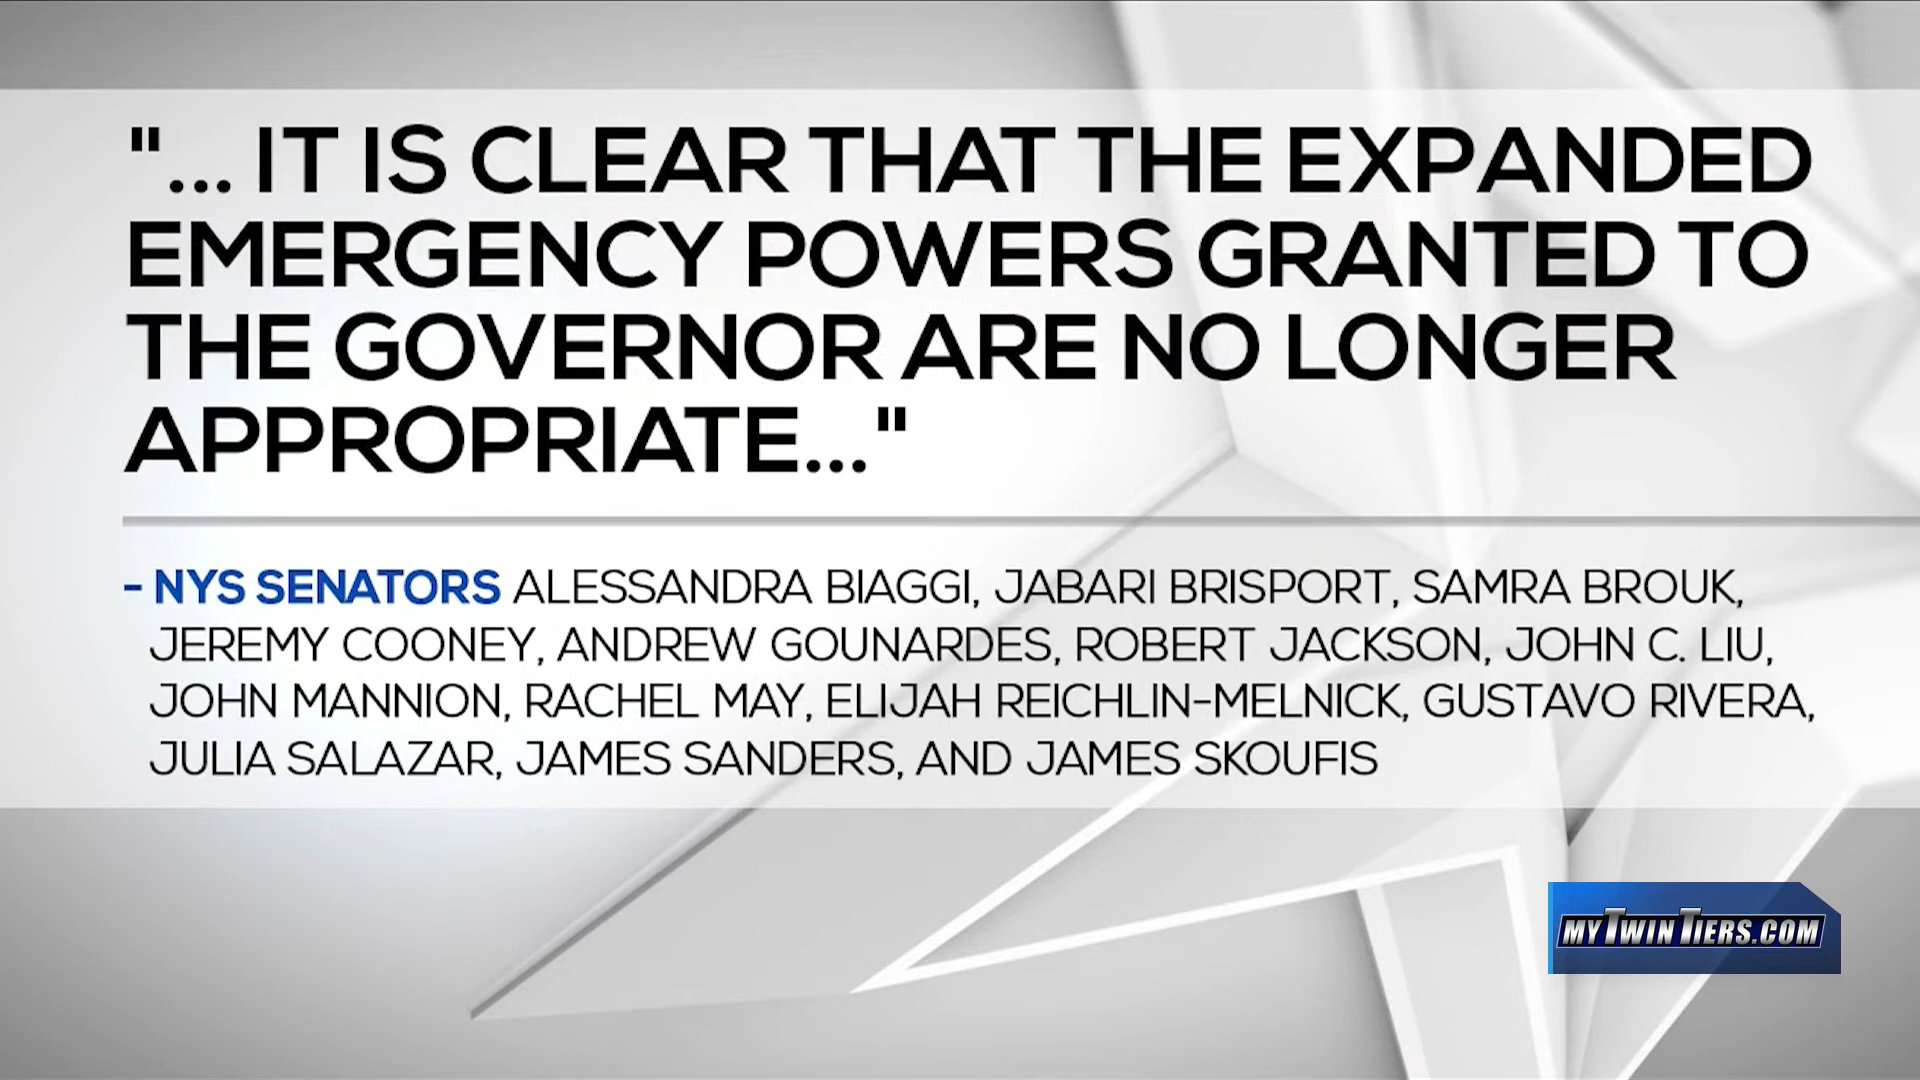 "... IT IS CLEAR THAT THE EXPANDED
EMERGENCY POWERS GRANTED TO
THE GOVERNOR ARE NO LONGER
APPROPRIATE..."
- NYS SENATORS ALESSANDRA BIAGGI, JABARI BRISPORT, SAMRA BROUK,
JEREMY COONEY, ANDREW GOUNARDES, ROBERT JACKSON, JOHN C. LIU,
JOHN MANNION, RACHEL MAY, ELIJAH REICHLIN-MELNICK, GUSTAVO RIVERA,
JULIA SALAZAR, JAMES SANDERS, AND JAMES SKOUFIS
MYTWINTIERS.COM